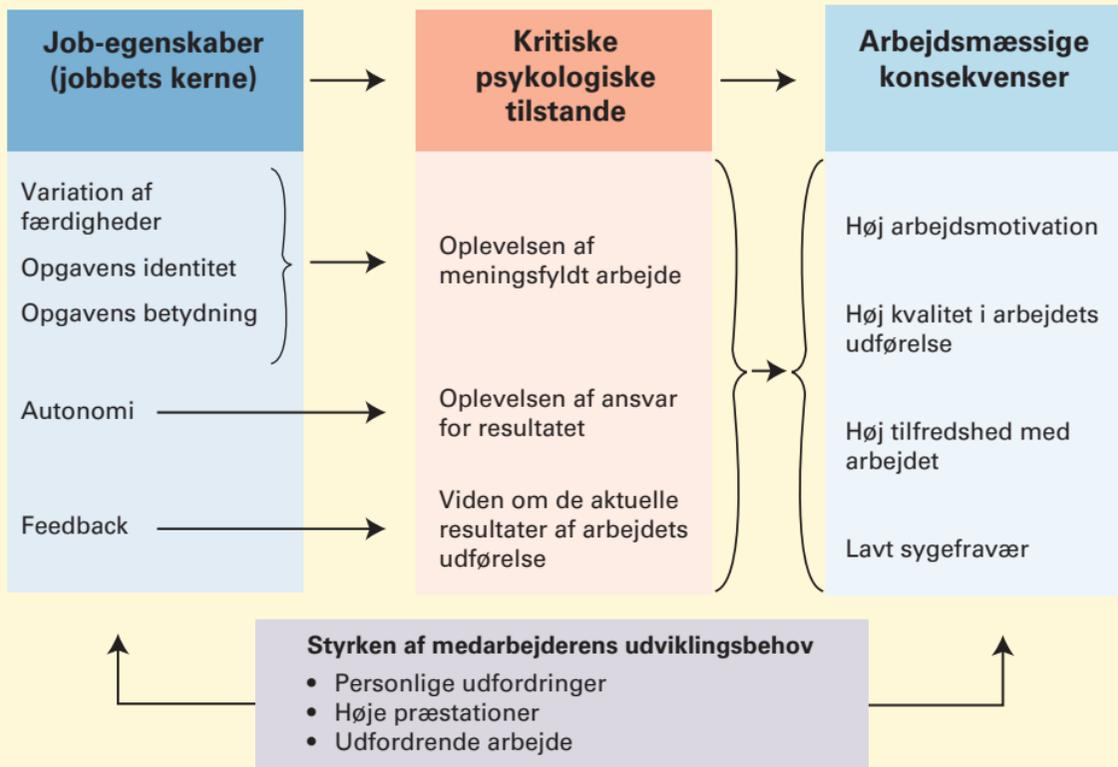 Job-egenskaber
(jobbets kerne)
Kritiske
psykologiske
tilstande
Arbejdsmæssige
konsekvenser
Variation af
færdigheder
Opgavens identitet
Opgavens betydning
Autonomi
Feedback
Oplevelsen af
meningsfyldt arbejde
Oplevelsen af ansvar
for resultatet
Viden om de aktuelle
resultater af arbejdets
udførelse
Høj arbejdsmotivation
Høj kvalitet i arbejdets
udførelse
Høj tilfredshed med
arbejdet
Lavt sygefravær
Styrken af medarbejderens udviklingsbehov
• Personlige udfordringer
• Høje præstationer
• Udfordrende arbejde